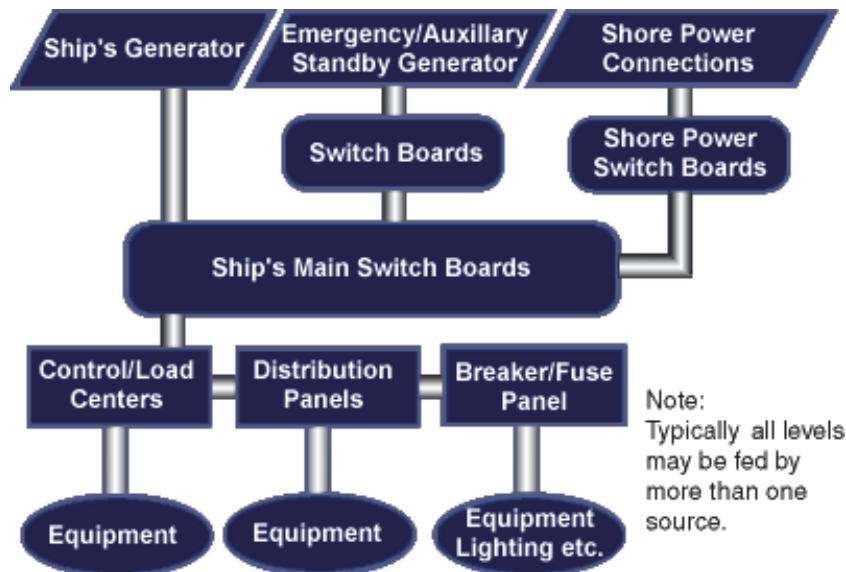 Ship's Generator
Emergency/Auxillary
Standby Generator
Shore Power
Connections
Switch Boards
Shore Power
Switch Boards
Ship's Main Switch Boards
Control/Load
Centers
Distribution
Panels
Breaker/Fuse
Panel
Note:
Typically all levels
may be fed by
more than one
source.
Equipment
Equipment
Equipment
Lighting etc.